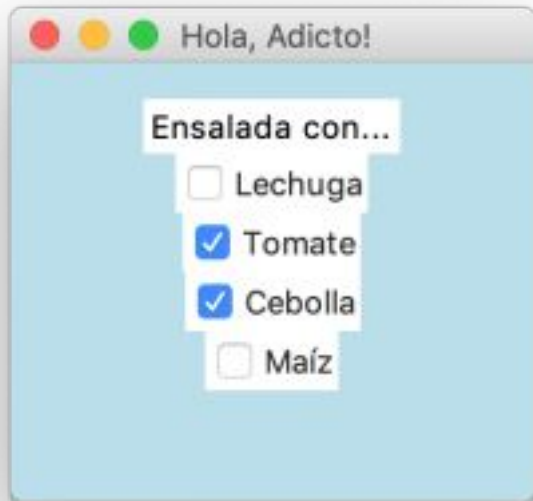 Hola, Adicto!
Ensalada con...
Lechuga
Tomate
Cebolla
Maíz